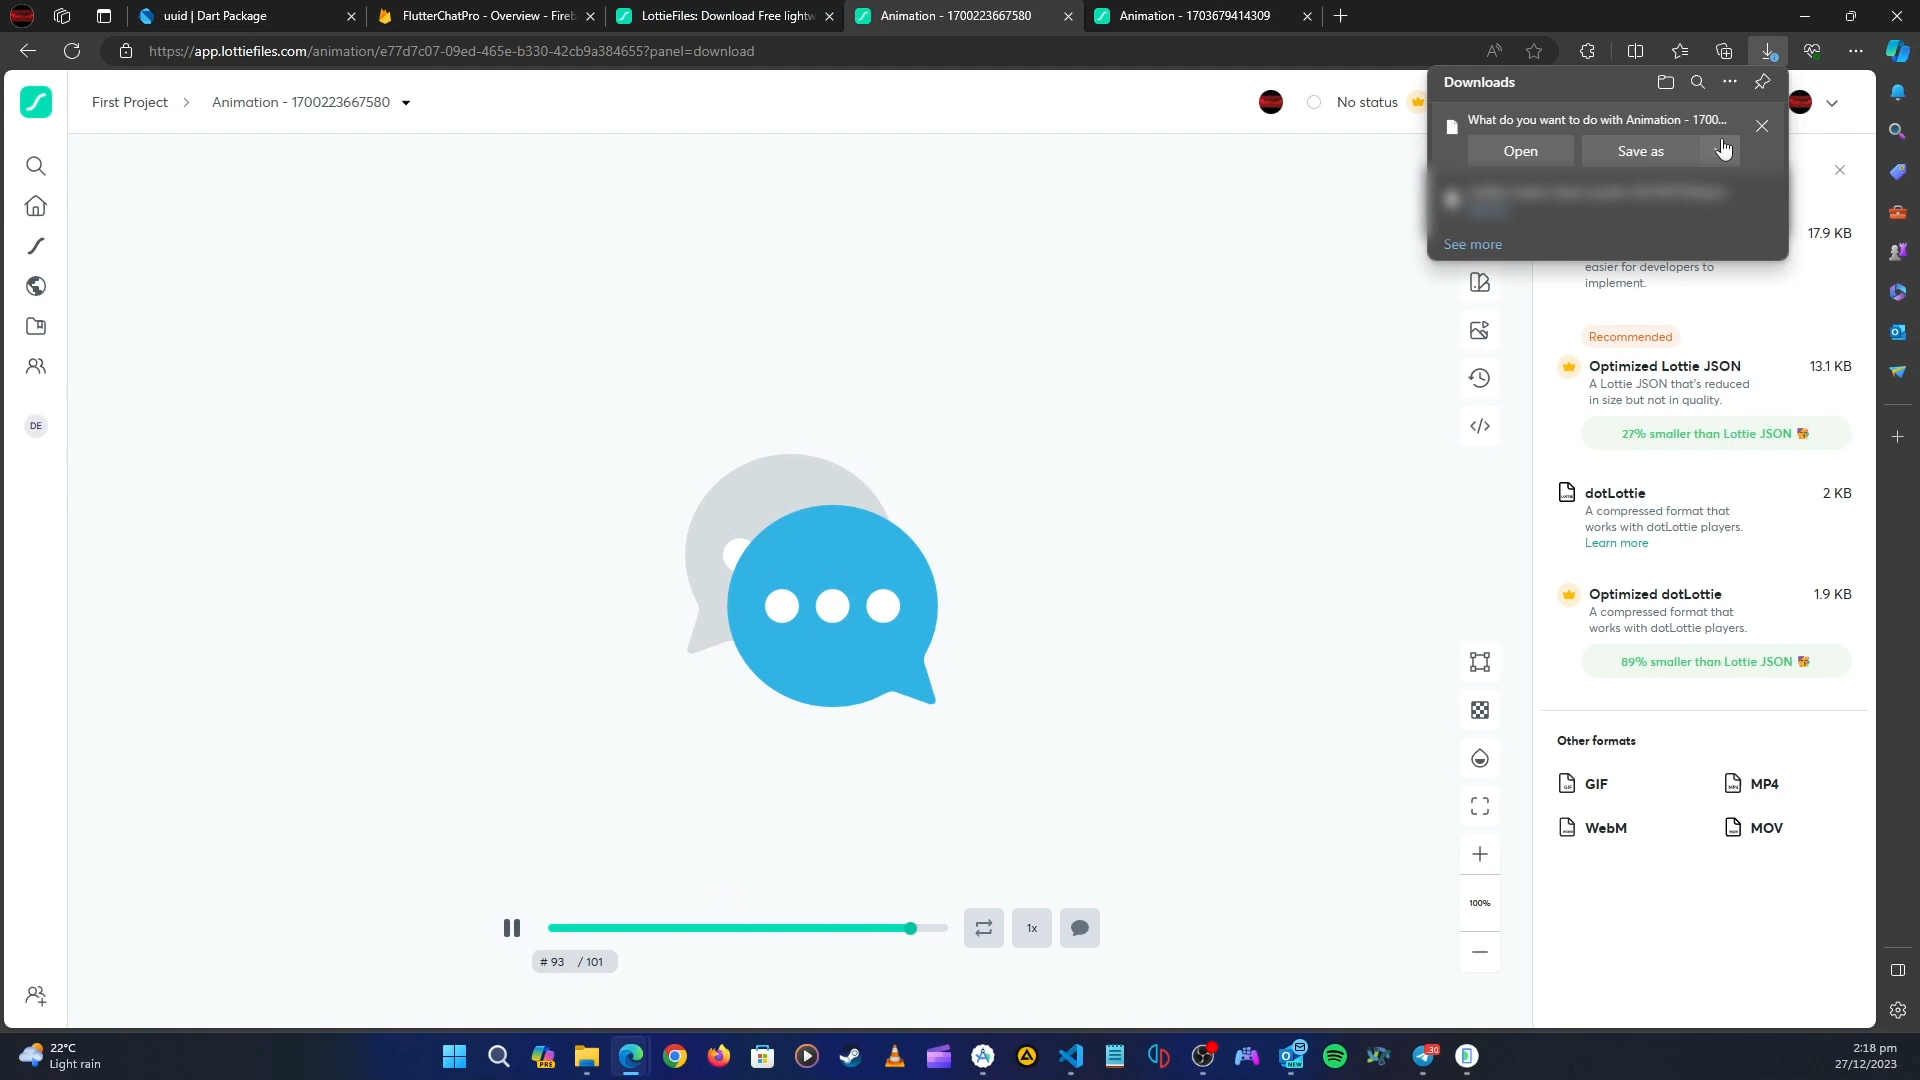 uuid | Dart Package
FlutterChatPro - Overview - Fireb
LottieFiles: Download Free lightw
Animation - 1700223667580
Animation - 1703679414309
https://app.lottiefiles.com/animation/e77d7c07-09ed-465e-b330-42cb9a384655?panel=download
Downloads
First Project
Animation - 1700223667580
No status
What do you want to do with Animation - 1700...
Open
Save as
See more
17.9 KB
easier for developers to
implement.
Recommended
Optimized Lottie JSON
13.1 KB
A Lottie JSON that's reduced
in size but not in quality.
27% smaller than Lottie JSON
DE
dotLottie
2 KB
A compressed format that
works with dotLottie players.
Learn more
Optimized dotLottie
1.9 KB
A compressed format that
works with dotLottie players.
89% smaller than Lottie JSON
Other formats
GIF
MP4
WebM
MOV
100%
1x
# 93 / 101
22°C
Light rain
PRE
NEW
30
2:18 pm
27/12/2023